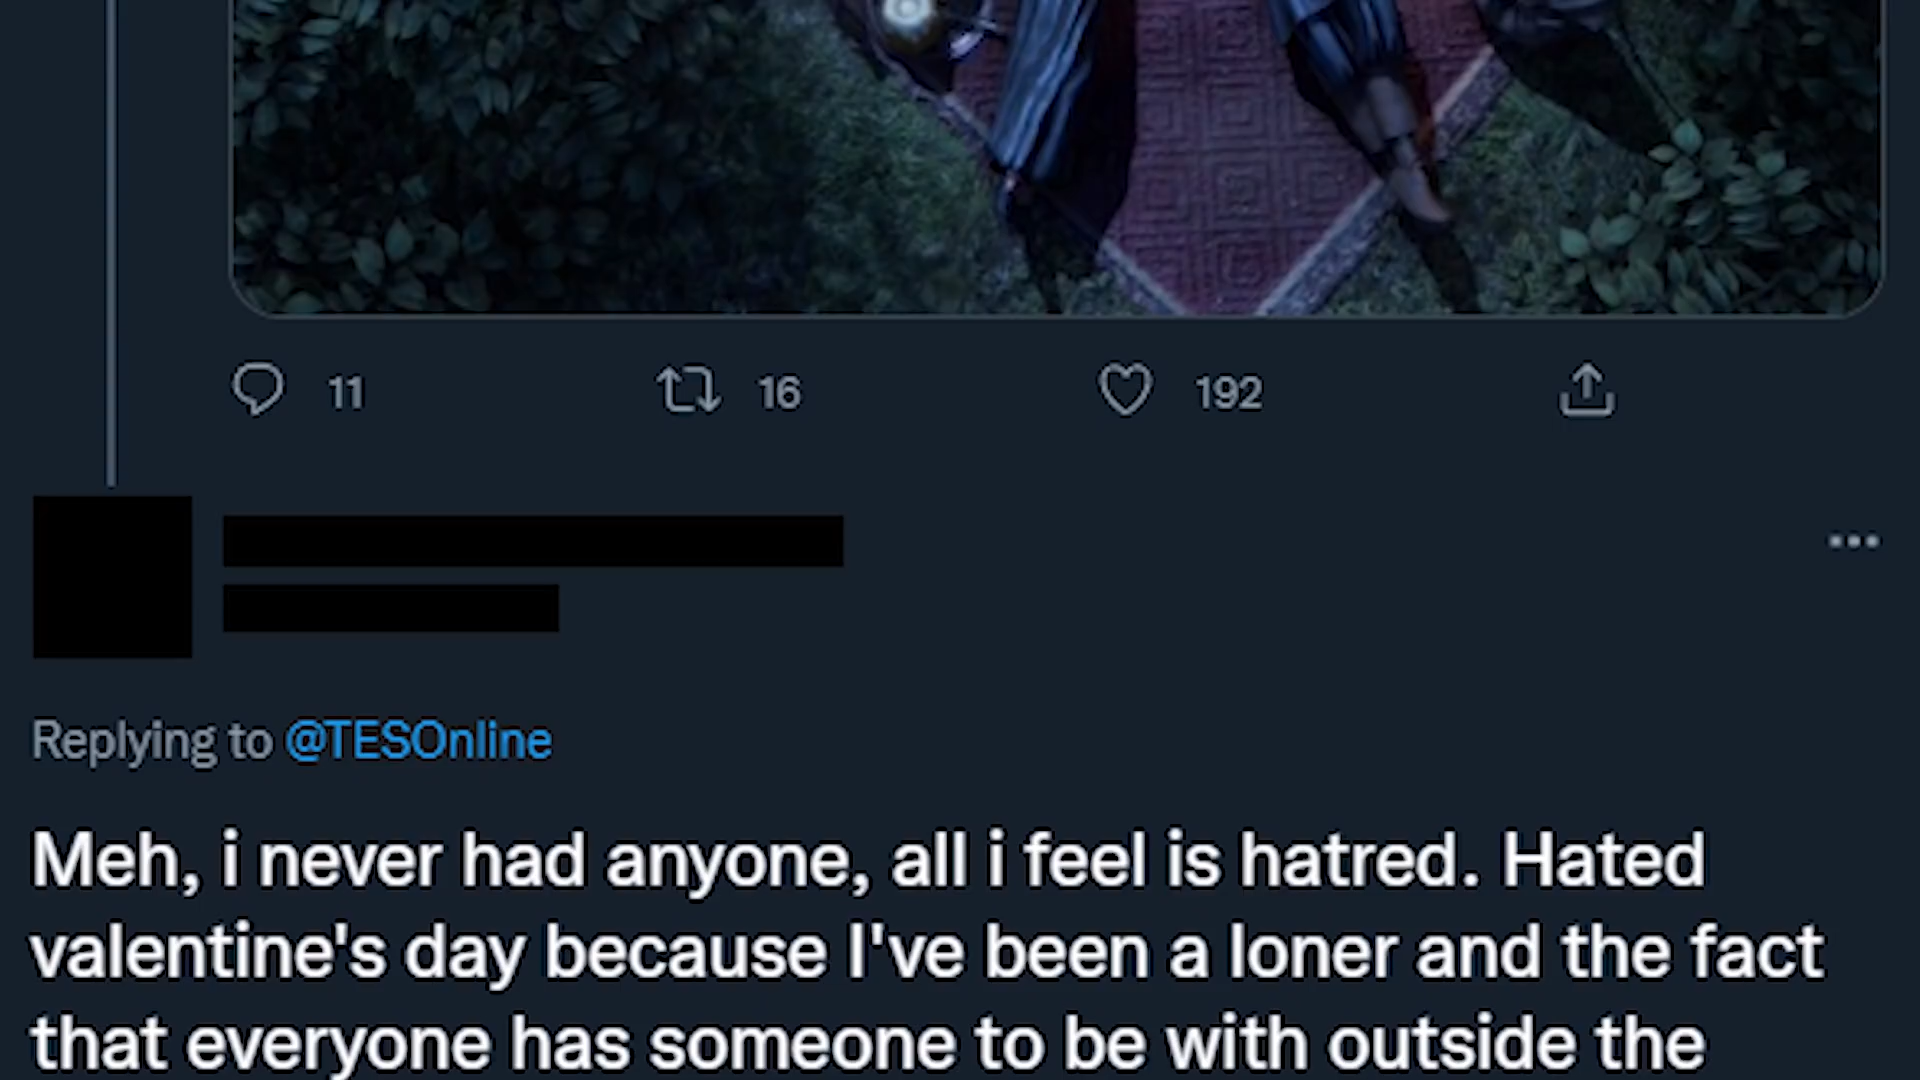 11 16 192
Replying to @TESOnline
Meh, i never had anyone, all i feel is hatred. Hated
valentine's day because I've been a loner and the fact
that everyone has someone to be with outside the